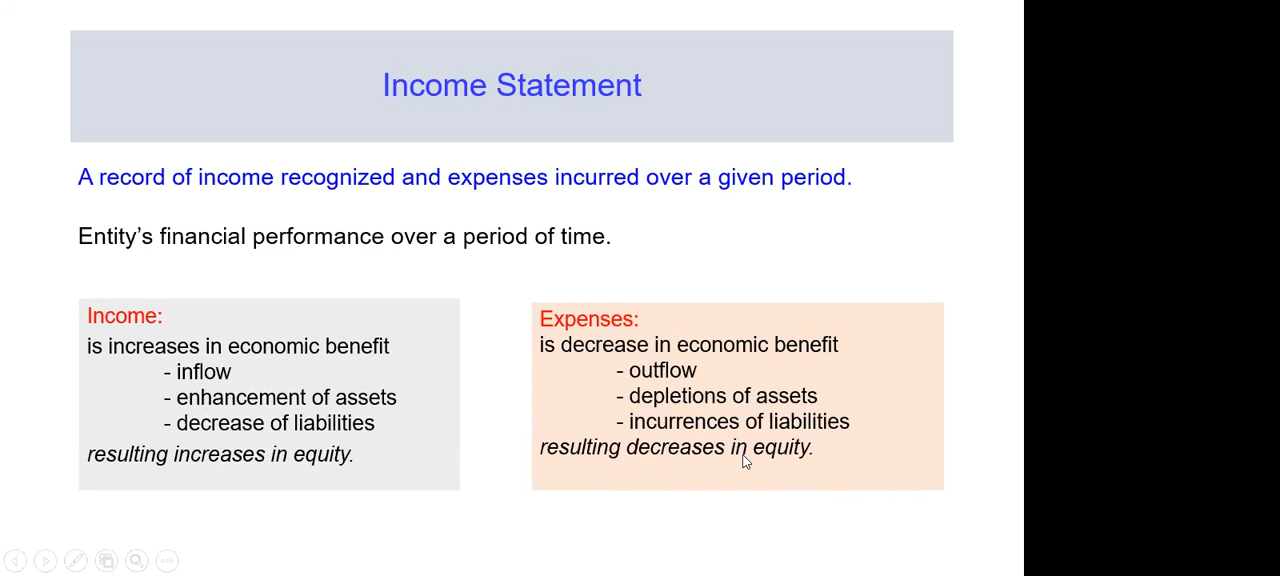 Income Statement
A record of income recognized and expenses incurred over a given period.
Entity’s financial performance over a period of time.
Income:
is increases in economic benefit
- inflow
- enhancement of assets
- decrease of liabilities
resulting increases in equity.
Expenses:
is decrease in economic benefit
- outflow
- depletions of assets
- incurrences of liabilities
resulting decreases in equity.